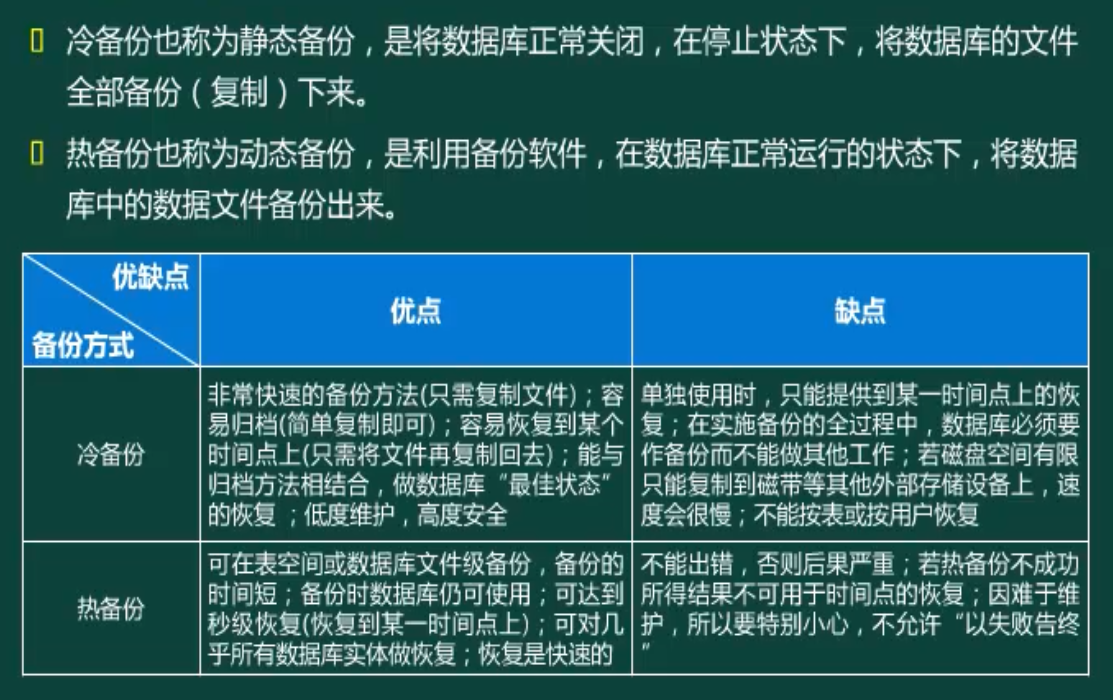 冷备份也称为静态备份，是将数据库正常关闭，在停止状态下，将数据库的文件
全部备份（复制）下来。
热备份也称为动态备份，是利用备份软件，在数据库正常运行的状态下，将数据
库中的数据文件备份出来。
优缺点
备份方式
优点
缺点
冷备份
非常快速的备份方法(只需复制文件)；容
易归档(简单复制即可)；容易恢复到某个
时间点上(只需将文件再复制回去)；能与
归档方法相结合，做数据库“最佳状态”
的恢复 ；低度维护，高度安全
单独使用时，只能提供到某一时间点上的恢
复；在实施备份的全过程中，数据库必须要
作备份而不能做其他工作；若磁盘空间有限
只能复制到磁带等其他外部存储设备上，速
度会很慢；不能按表或按用户恢复
热备份
可在表空间或数据库文件级备份，备份的
时间短；备份时数据库仍可使用；可达到
秒级恢复(恢复到某一时间点上)；可对几
乎所有数据库实体做恢复；恢复是快速的
不能出错，否则后果严重；若热备份不成功
所得结果不可用于时间点的恢复；因难于维
护，所以要特别小心，不允许“以失败告终
”